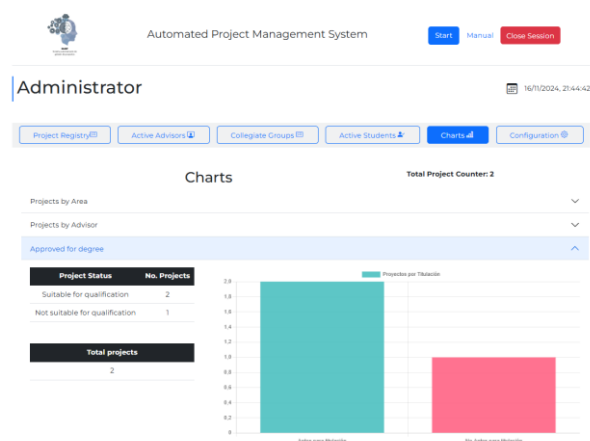 Automated Project Management System
Start
Manual
Close Session
Administrator
16/11/2024, 21:44:42
Project Registry
Active Advisors
Collegiate Groups
Active Students
Charts
Configuration
Charts
Total Project Counter: 2
Projects by Area
Projects by Advisor
Approved for degree
Project Status No. Projects
Suitable for qualification 2
Not suitable for qualification 1
Total projects
2
Proyectos por Titulación
2,0
1,8
1,6
1,4
1,2
1,0
0,8
0,6
0,4
0,2
0